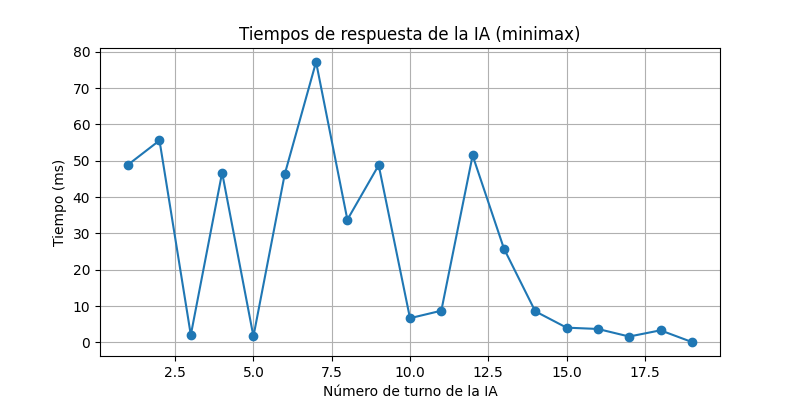 Tiempos de respuesta de la IA (minimax)
80
70
60
50
40
30
20
10
0
Tiempo (ms)
2.5 5.0 7.5 10.0 12.5 15.0 17.5
Número de turno de la IA